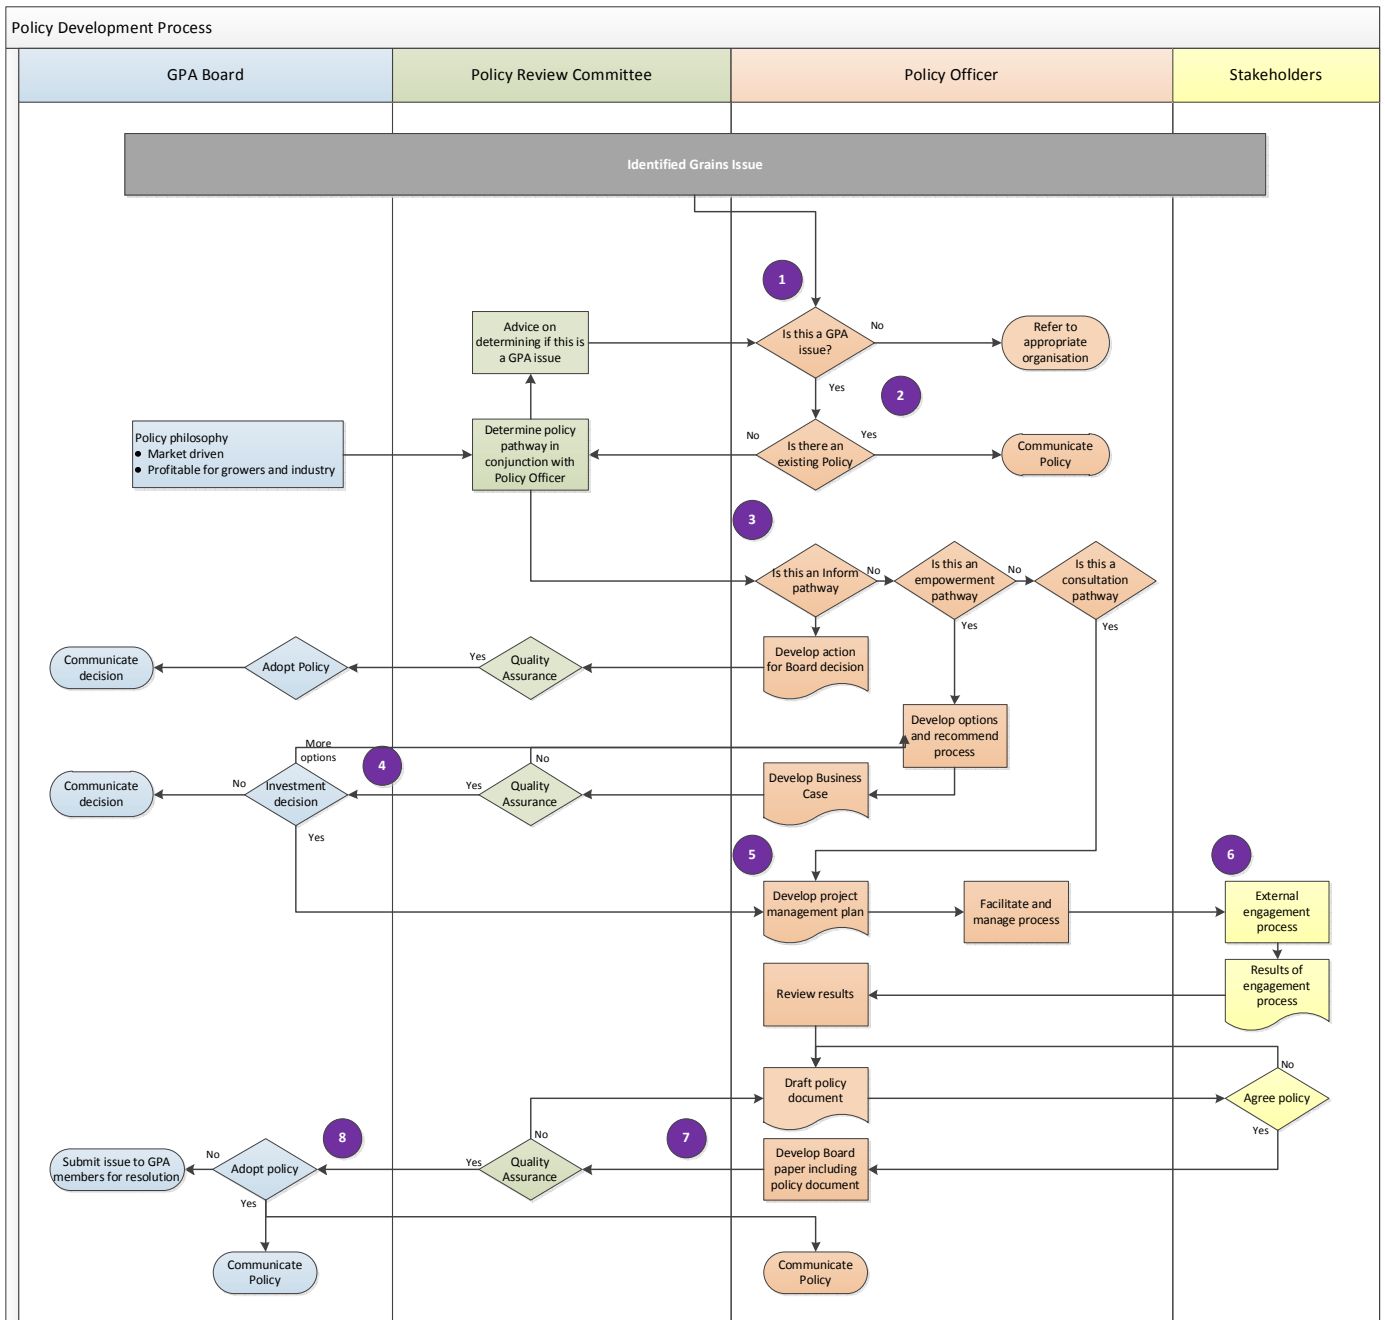 Policy Development Process
GPA Board
Policy Review Committee
Policy Officer
Stakeholders
Identified Grains Issue
1
Advice on
determining if this is
a GPA issue
Is this a GPA
issue?
No
Refer to
appropriate
organisation
Yes
2
Policy philosophy
● Market driven
● Profitable for growers and industry
Determine policy
pathway in
conjunction with
Policy Officer
No
Is there an
existing Policy
Yes
Communicate
Policy
3
Is this an Inform
pathway
No
Is this an
empowerment
pathway
No
Is this a
consultation
pathway
Yes
Yes
Communicate
decision
Adopt Policy
Yes
Quality
Assurance
Develop action
for Board decision
Develop options
and recommend
process
More
options
4
No
Communicate
decision
No
Investment
decision
Yes
Quality
Assurance
Develop Business
Case
Yes
5
6
Develop project
management plan
Facilitate and
manage process
External
engagement
process
Review results
Results of
engagement
process
No
Draft policy
document
Agree policy
Yes
8
No
7
Submit issue to GPA
members for resolution
No
Adopt policy
Yes
Quality
Assurance
Develop Board
paper including
policy document
Yes
Communicate
Policy
Communicate
Policy